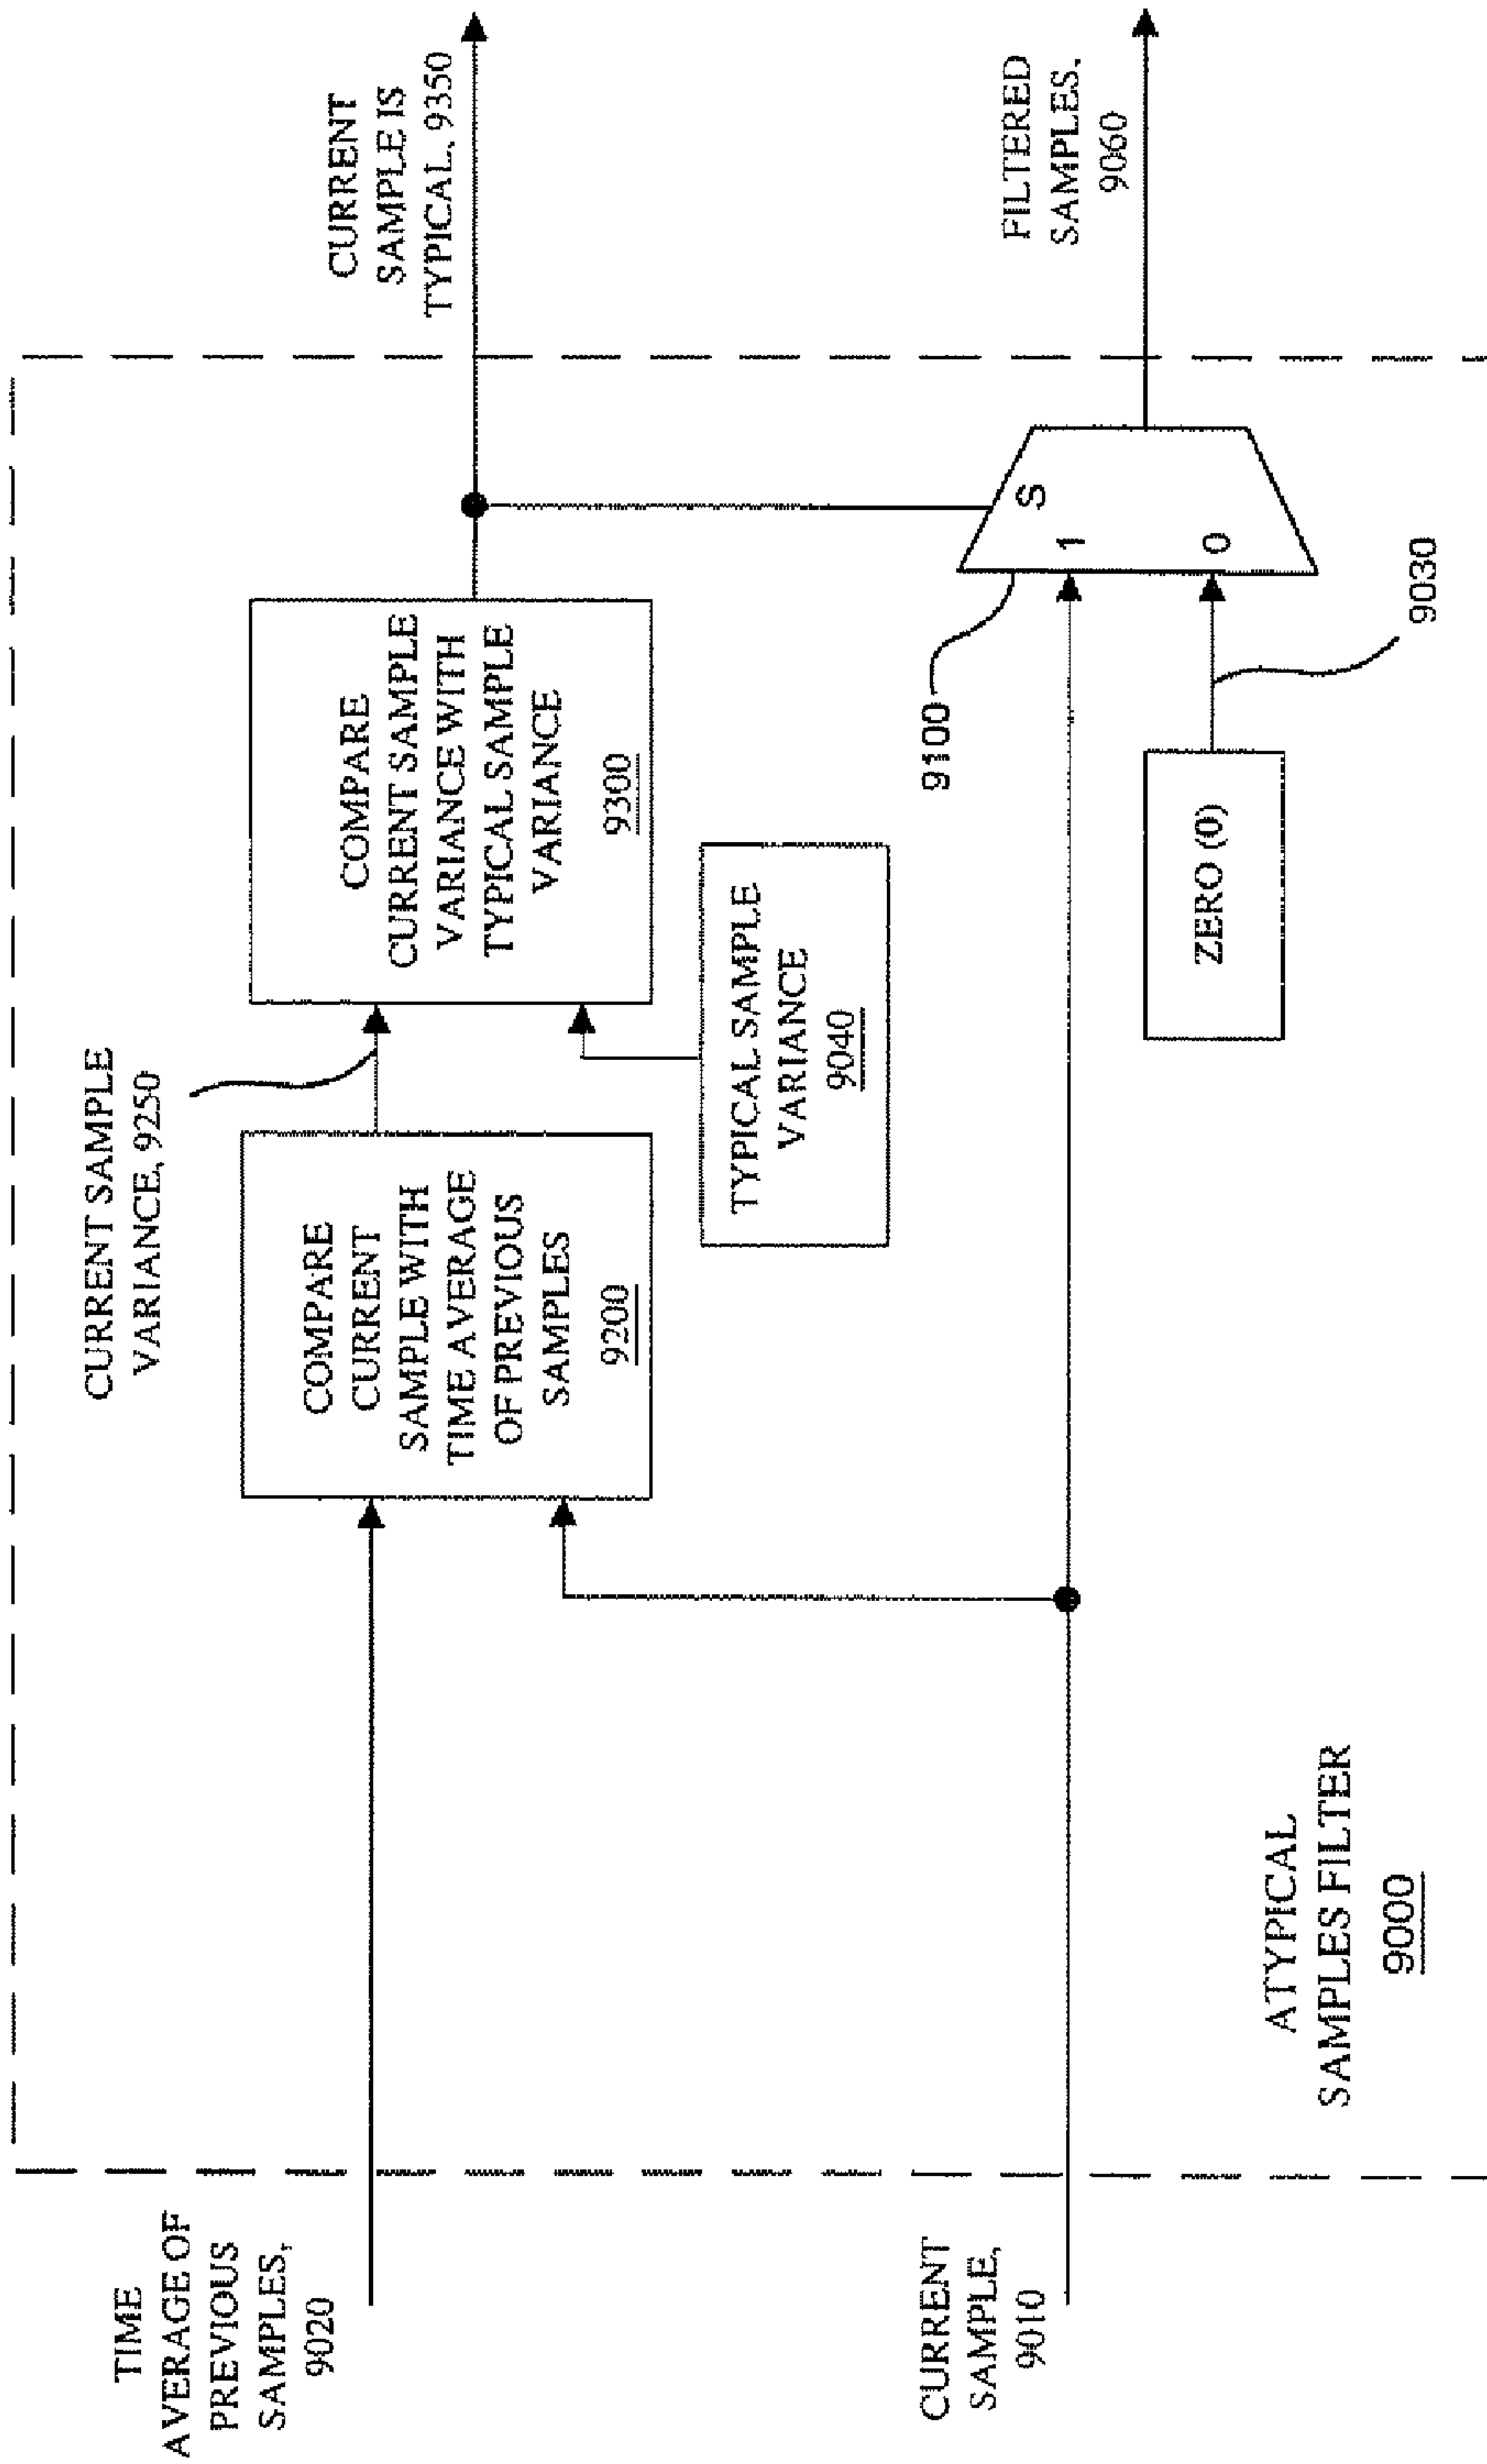 TIME
AVERAGE OF
PREVIOUS
SAMPLES,
9020
CURRENT SAMPLE
VARIANCE, 9250
COMPARE
CURRENT
SAMPLE WITH
TIME AVERAGE
OF PREVIOUS
SAMPLES
9200
COMPARE
CURRENT SAMPLE
VARIANCE WITH
TYPICAL SAMPLE
VARIANCE
9300
CURRENT
SAMPLE IS
TYPICAL, 9350
TYPICAL SAMPLE
VARIANCE
9040
CURRENT
SAMPLE,
9010
9100
S
1
0
FILTERED
SAMPLES,
9060
ZERO (0)
9030
ATYPICAL
SAMPLES FILTER
9000